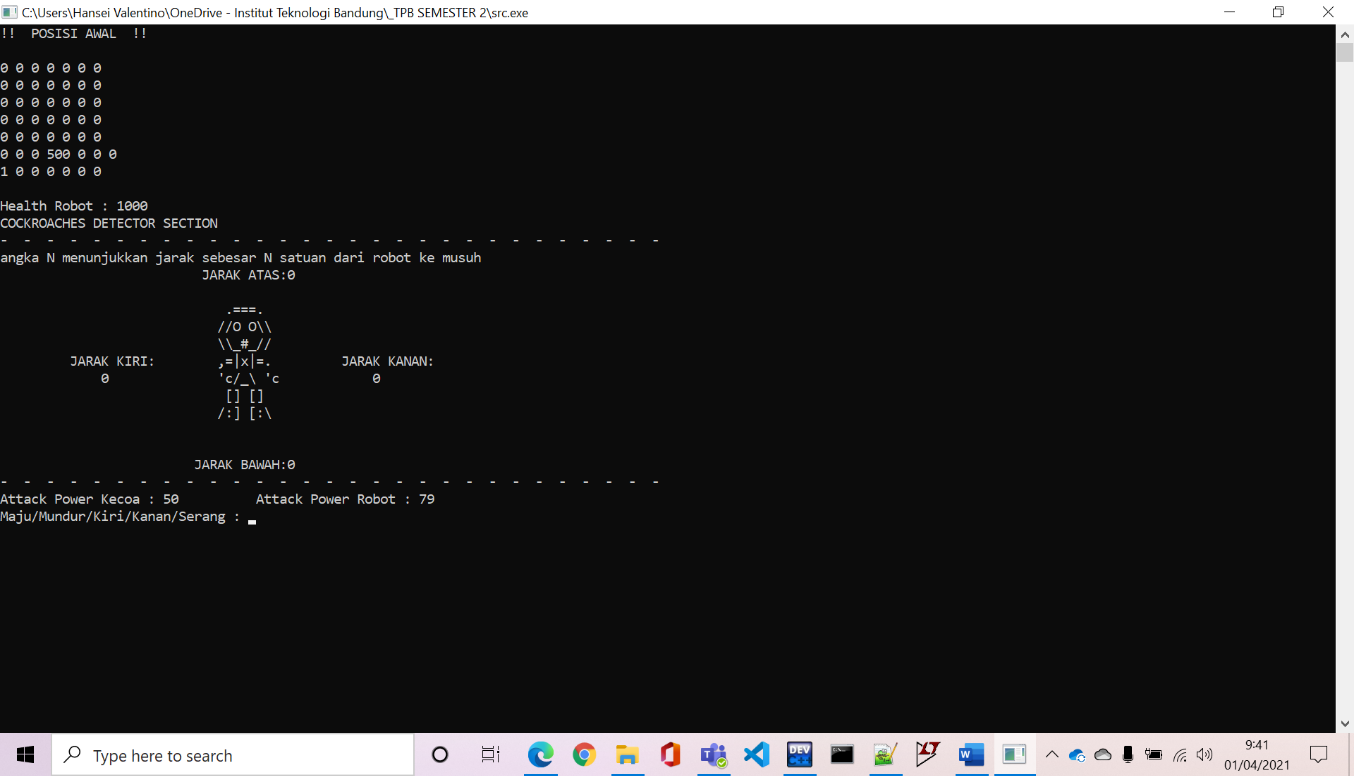 C:\Users\Hansei Valentino\OneDrive - Institut Teknologi Bandung\_TPB SEMESTER 2\src.exe
!!  POSISI AWAL  !!
0 0 0 0 0 0 0
0 0 0 0 0 0 0
0 0 0 0 0 0 0
0 0 0 0 0 0 0
0 0 0 0 0 0 0
0 0 0 500 0 0 0
1 0 0 0 0 0 0
Health Robot : 1000
COCKROACHES DETECTOR SECTION
-  -  -  -  -  -  -  -  -  -  -  -  -  -  -  -  -  -  -  -  -  -  -  -  -  -  -  -  -
angka N menunjukkan jarak sebesar N satuan dari robot ke musuh
                          JARAK ATAS:0
                             .===.
                            //O O\\
                            \\_#_//
         JARAK KIRI:        ,=|x|=.         JARAK KANAN:
             0              'c/_\ 'c            0
                             [] []
                            /:] [:\
                         JARAK BAWAH:0
-  -  -  -  -  -  -  -  -  -  -  -  -  -  -  -  -  -  -  -  -  -  -  -  -  -  -  -  -
Attack Power Kecoa : 50          Attack Power Robot : 79
Maju/Mundur/Kiri/Kanan/Serang :
Type here to search
DEV
C++
9:41
01/04/2021